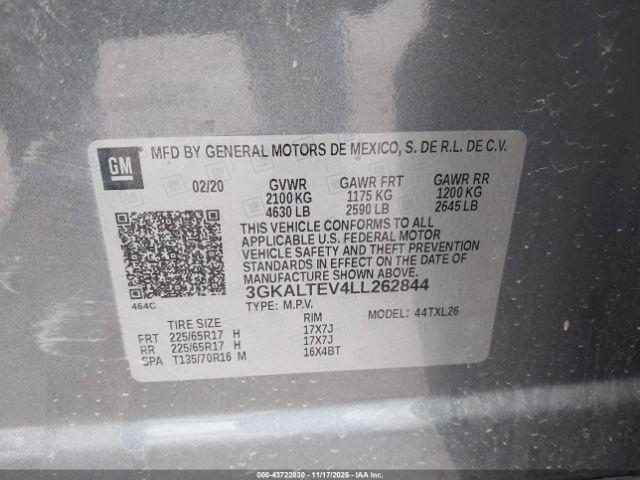 GM
MFD BY GENERAL MOTORS DE MEXICO, S. DE R.L. DE C.V.
02/20 GVWR GAWR FRT GAWR RR
2100 KG 1175 KG 1200 KG
4630 LB 2590 LB 2645 LB
THIS VEHICLE CONFORMS TO ALL
APPLICABLE U.S. FEDERAL MOTOR
VEHICLE SAFETY AND THEFT PREVENTION
STANDARDS IN EFFECT ON THE DATE OF
MANUFACTURE SHOWN ABOVE.
3GKALTEV4LL262844
464C
TYPE: M.P.V. MODEL: 44TXL26
TIRE SIZE RIM
FRT 225/65R17 H 17X7J
RR 225/65R17 H 17X7J
SPA T135/70R16 M 16X4BT
000-43722630 - 11/17/2025 - IAA Inc.